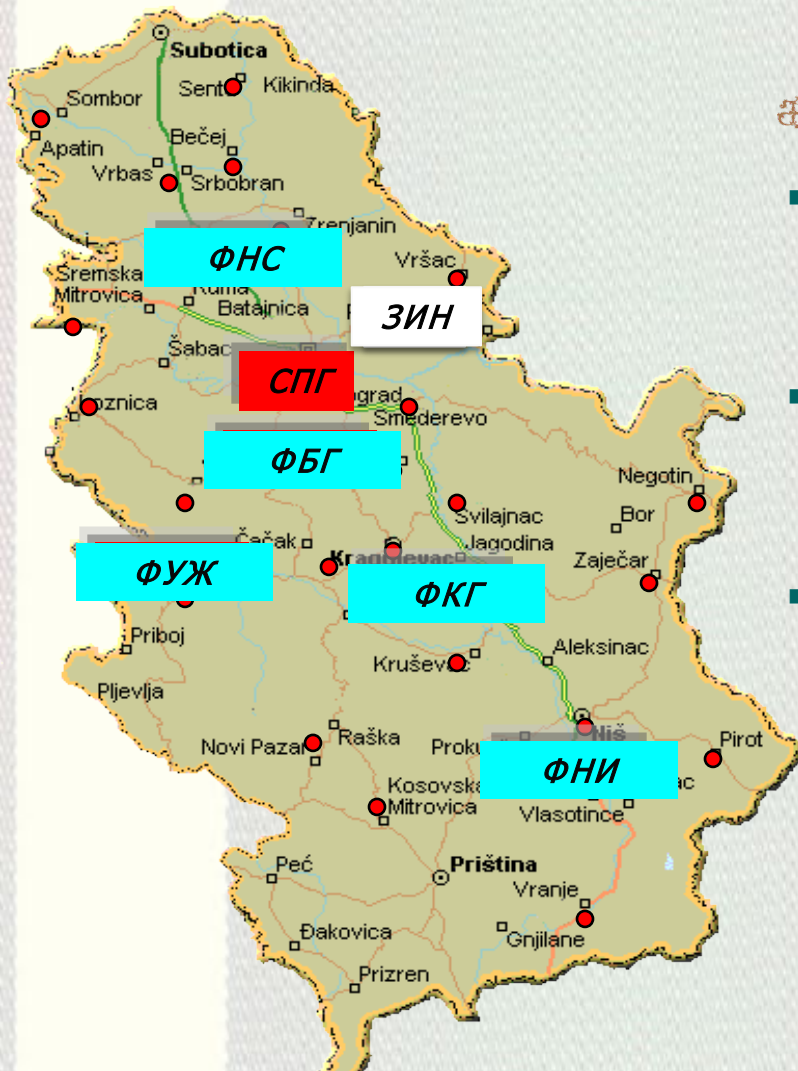 Subotica
Kikinda
Sombor
Bečej
Apatin
Vrbas
Srbobran
Zrenjanin
ФНС
Vršac
Sremska
Mitrovica
Ruma
Batajnica
ЗИН
Šabac
СПГ
Loznica
Smederevo
ФБГ
Negotin
Svilajnac
Bor
Čačak
Jagodina
Kragujevac
Zaječar
ФУЖ
ФКГ
Priboj
Aleksinac
Kruševac
Pljevlja
Niš
Novi Pazar
Raška
Pirot
ФНИ
Kosovska
Mitrovica
Vlasotince
Peć
Priština
Vranje
Đakovica
Gnjilane
Prizren